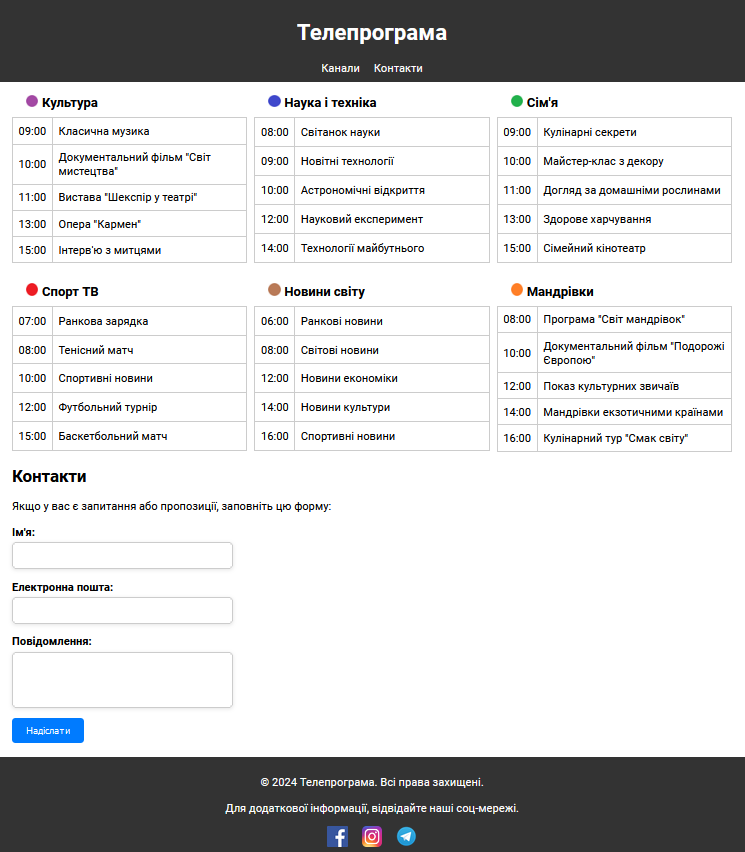 Телепрограма
Канали Контакти
Культура
09:00 Класична музика
10:00 Документальний фільм "Світ
мистецтва"
11:00 Вистава "Шекспір у театрі"
13:00 Опера "Кармен"
15:00 Інтерв'ю з митцями
Наука і техніка
08:00 Світанок науки
09:00 Новітні технології
10:00 Астрономічні відкриття
12:00 Науковий експеримент
14:00 Технології майбутнього
Сім'я
09:00 Кулінарні секрети
10:00 Майстер-клас з декору
11:00 Догляд за домашніми рослинами
13:00 Здорове харчування
15:00 Сімейний кінотеатр
Спорт ТВ
07:00 Ранкова зарядка
08:00 Тенісний матч
10:00 Спортивні новини
12:00 Футбольний турнір
15:00 Баскетбольний матч
Новини світу
06:00 Ранкові новини
08:00 Світові новини
12:00 Новини економіки
14:00 Новини культури
16:00 Спортивні новини
Мандрівки
08:00 Програма "Світ мандрівок"
10:00 Документальний фільм "Подорожі
Європою"
12:00 Показ культурних звичаїв
14:00 Мандрівки екзотичними країнами
16:00 Кулінарний тур "Смак світу"
Контакти
Якщо у вас є запитання або пропозиції, заповніть цю форму:
Ім'я:
Електронна пошта:
Повідомлення:
Надіслати
© 2024 Телепрограма. Всі права захищені.
Для додаткової інформації, відвідайте наші соц-мережі.